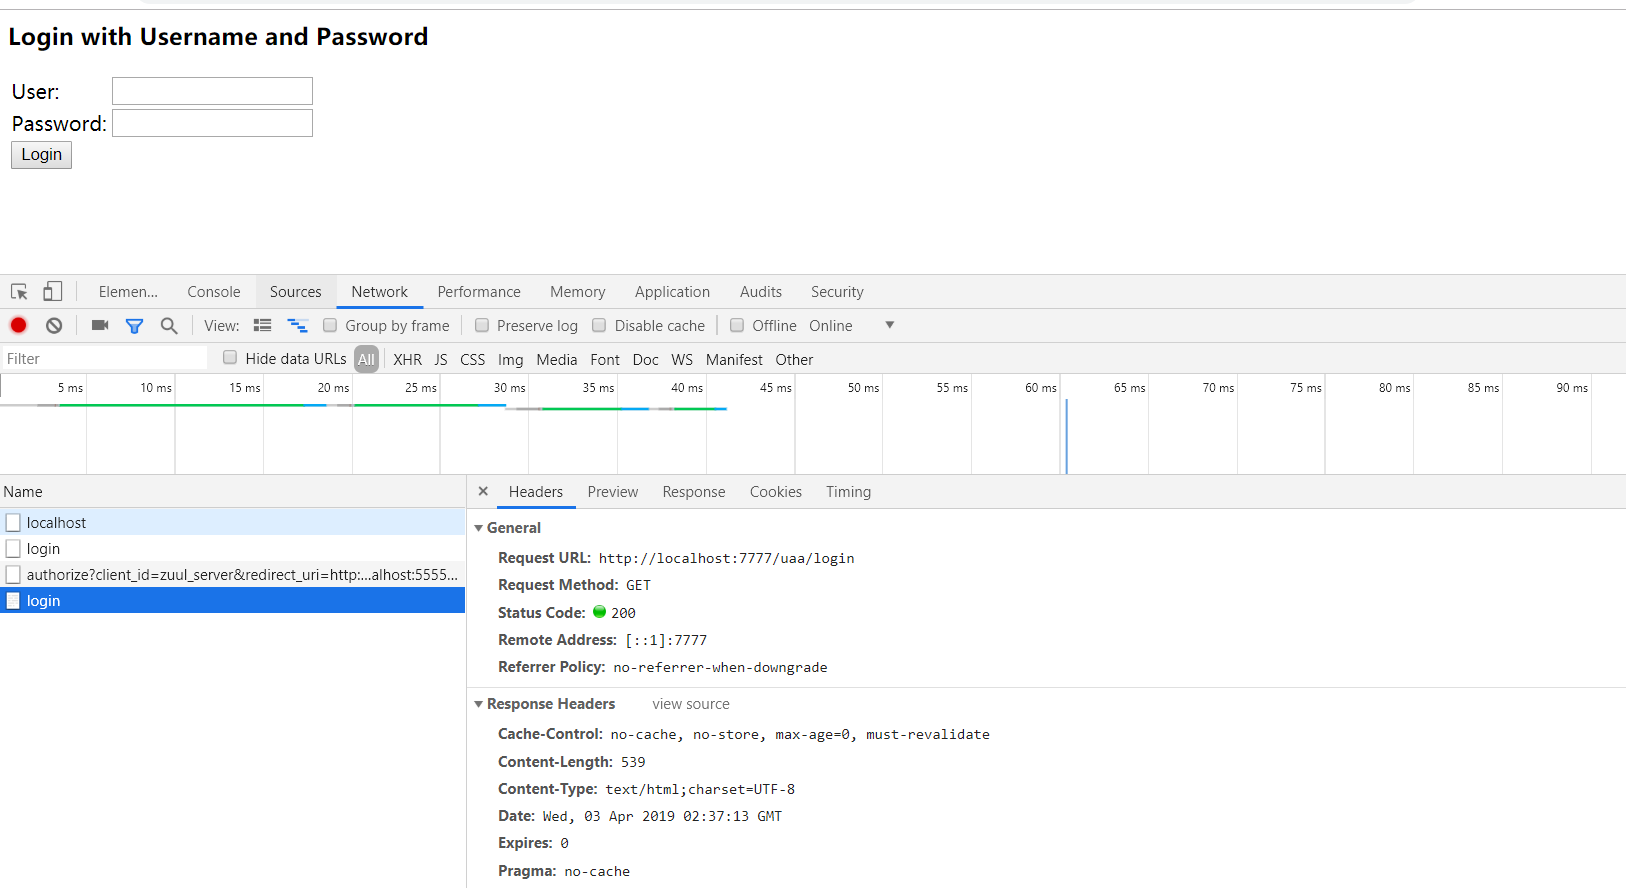 Login with Username and Password
User:
Password:
Login
Elemen... Console Sources Network Performance Memory Application Audits Security
View: Group by frame Preserve log Disable cache Offline Online
Filter Hide data URLs All XHR JS CSS Img Media Font Doc WS Manifest Other
5 ms 10 ms 15 ms 20 ms 25 ms 30 ms 35 ms 40 ms 45 ms 50 ms 55 ms 60 ms 65 ms 70 ms 75 ms 80 ms 85 ms 90 ms
Name
localhost
login
authorize?client_id=zuul_server&redirect_uri=http:...alhost:5555...
login
Headers Preview Response Cookies Timing
General
Request URL: http://localhost:7777/uaa/login
Request Method: GET
Status Code: 200
Remote Address: [::1]:7777
Referrer Policy: no-referrer-when-downgrade
Response Headers view source
Cache-Control: no-cache, no-store, max-age=0, must-revalidate
Content-Length: 539
Content-Type: text/html;charset=UTF-8
Date: Wed, 03 Apr 2019 02:37:13 GMT
Expires: 0
Pragma: no-cache